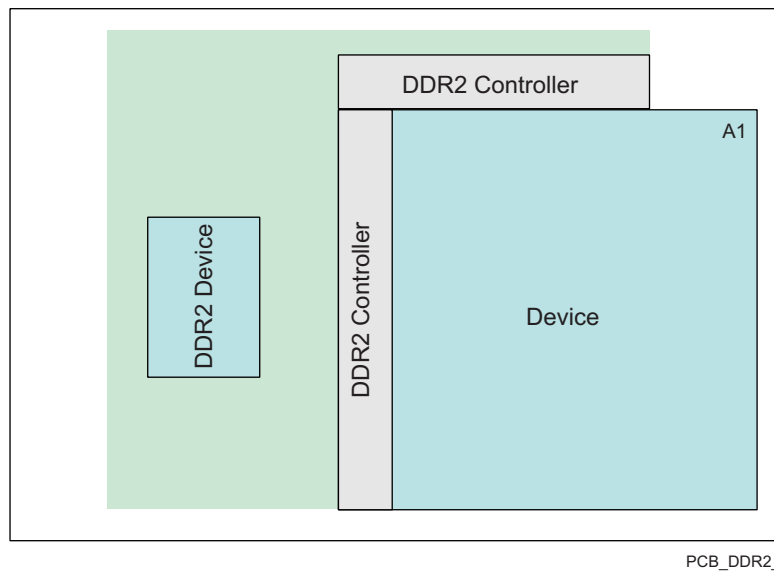 DDR2 Controller
A1
DDR2 Device
DDR2 Controller
Device
PCB_DDR2_